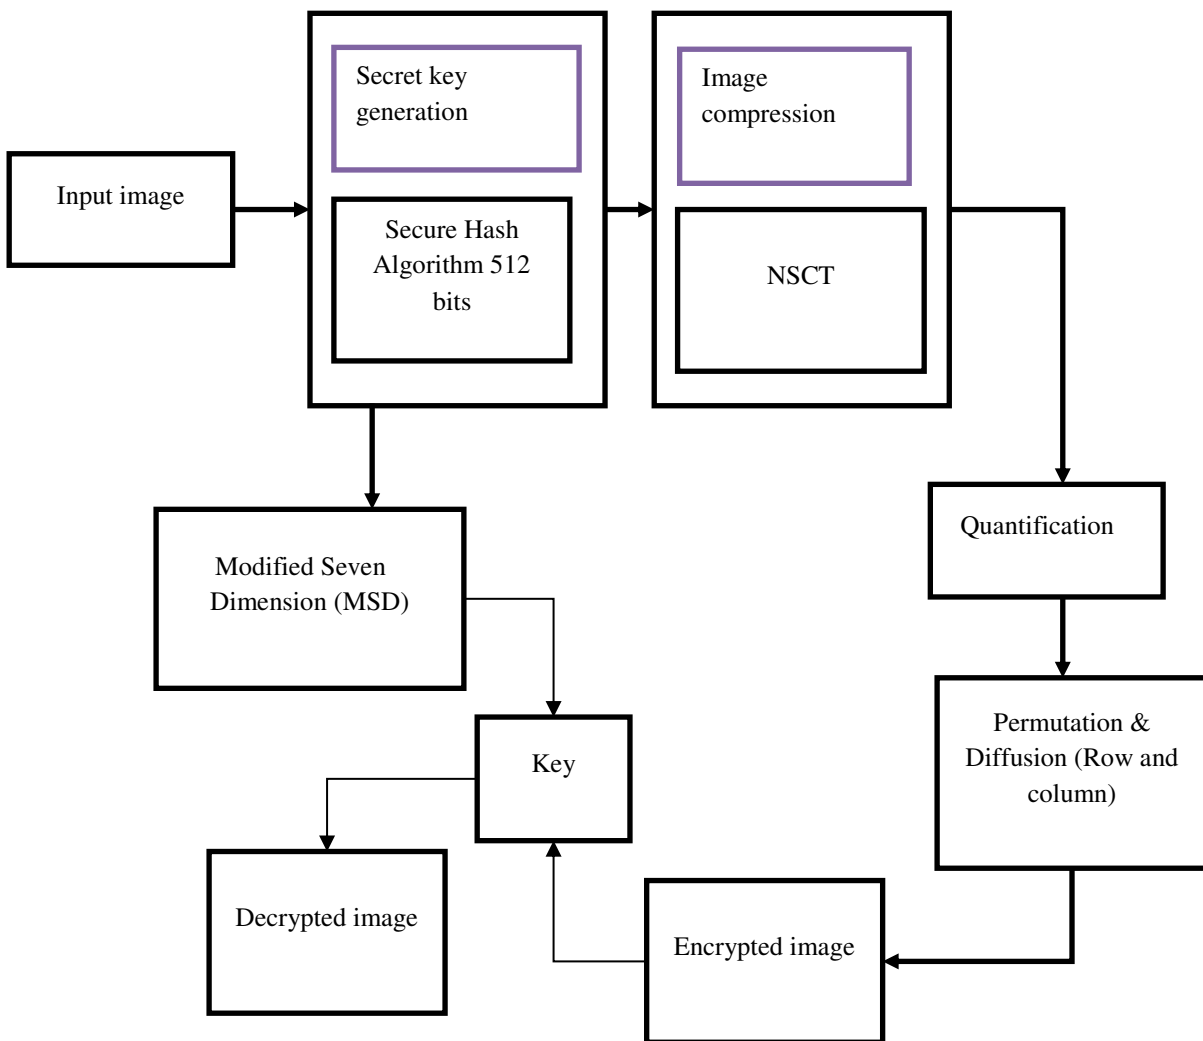 Input image
Secret key
generation
Secure Hash
Algorithm 512
bits
Image
compression
NSCT
Quantification
Modified Seven
Dimension (MSD)
Permutation &
Diffusion (Row and
column)
Key
Decrypted image
Encrypted image